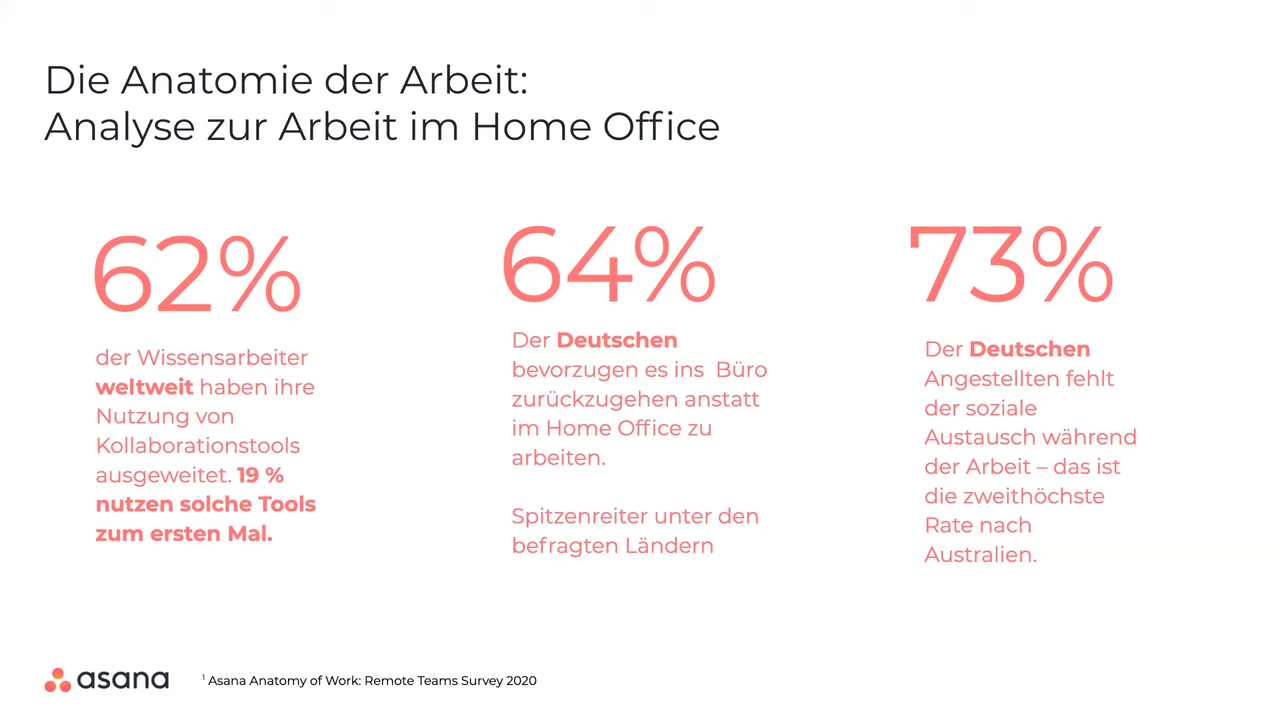 Die Anatomie der Arbeit:
Analyse zur Arbeit im Home Office
62%
der Wissensarbeiter
weltweit haben ihre
Nutzung von
Kollaborationstools
ausgeweitet. 19 %
nutzen solche Tools
zum ersten Mal.
64%
Der Deutschen
bevorzugen es ins  Büro
zurückzugehen anstatt
im Home Office zu
arbeiten.
Spitzenreiter unter den
befragten Ländern
73%
Der Deutschen
Angestellten fehlt
der soziale
Austausch während
der Arbeit – das ist
die zweithöchste
Rate nach
Australien.
asana
¹ Asana Anatomy of Work: Remote Teams Survey 2020